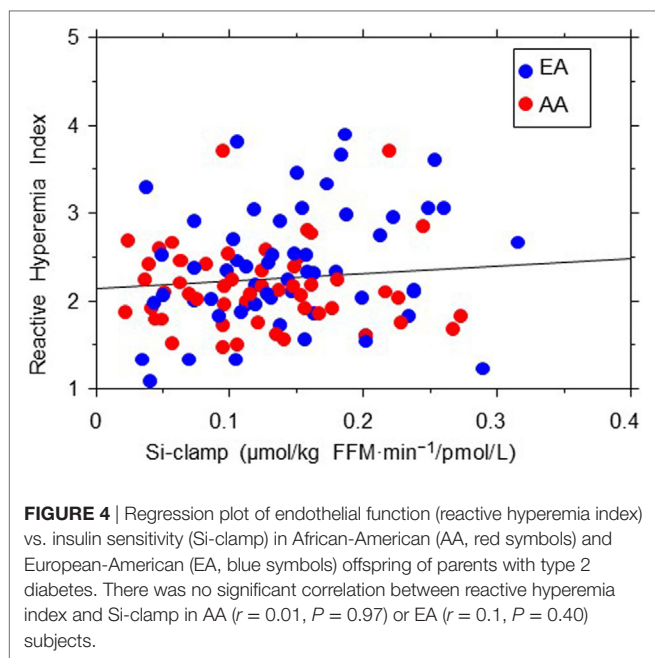 5
EA
AA
4
3
2
1
Reactive Hyperemia Index
0 0.1 0.2 0.3 0.4
Si-clamp (µmol/kg FFM·min⁻¹/pmol/L)
FIGURE 4 | Regression plot of endothelial function (reactive hyperemia index)
vs. insulin sensitivity (Si-clamp) in African-American (AA, red symbols) and
European-American (EA, blue symbols) offspring of parents with type 2
diabetes. There was no significant correlation between reactive hyperemia
index and Si-clamp in AA (r = 0.01, P = 0.97) or EA (r = 0.1, P = 0.40)
subjects.